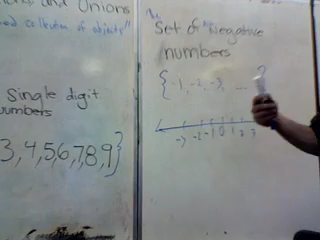 and Unions
collection of objects"
Single digit
numbers
3,4,5,6,7,8,9}
The
Set of Negative
numbers
{-1,-2,-3, ....
-3 -2 -1 0 1 2 3